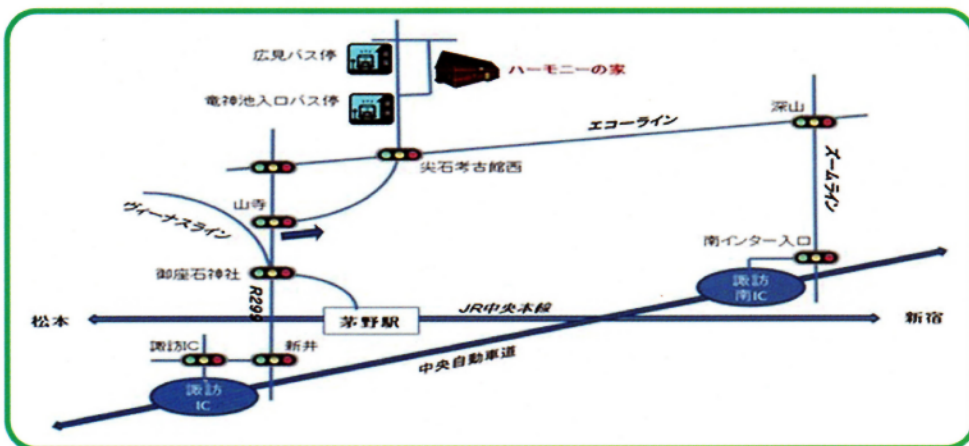 広見バス停
ハーモニーの家
竜神池入口バス停
深山
エコーライン
尖石考古館西
ズームライン
山寺
ヴィーナスライン
南インター入口
御座石神社
諏訪
南IC
R299
JR中央本線
松本
茅野駅
新宿
諏訪IC
新井
中央自動車道
諏訪
IC